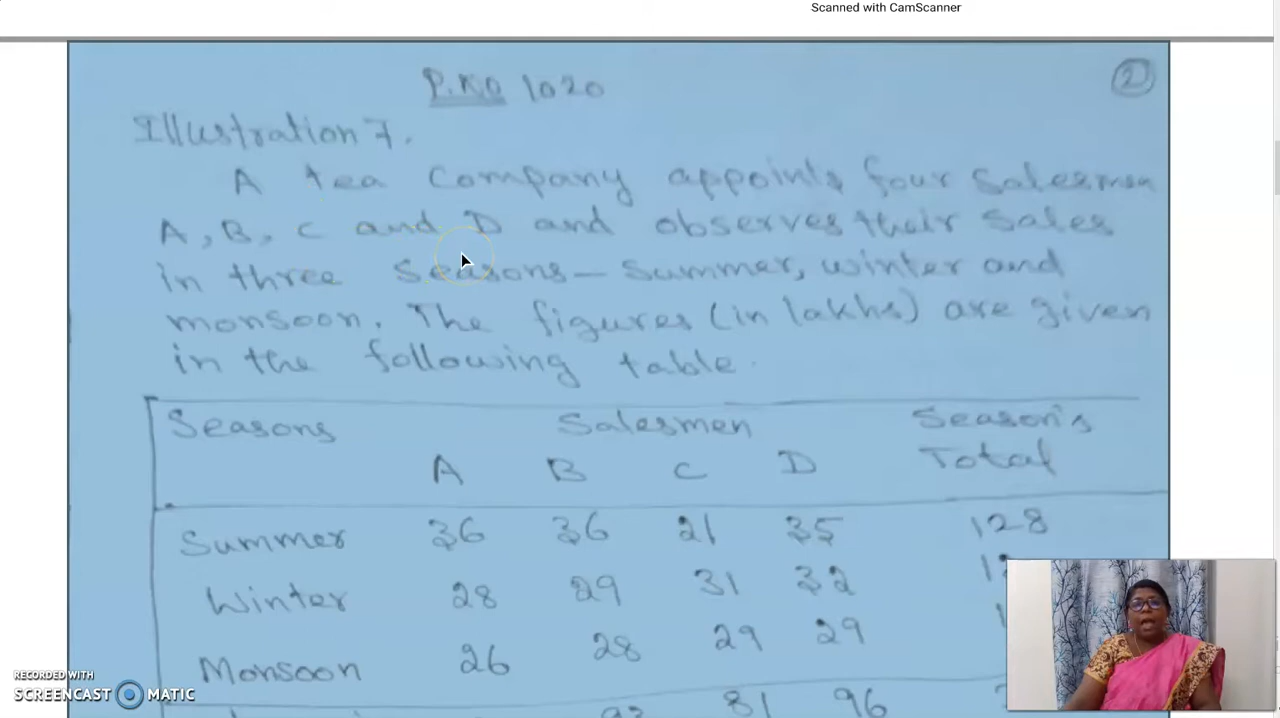 Scanned with CamScanner
P.NO 1020
2
Illustration 7.
A tea company appoints four salesmen
A, B, C and D and observes their sales
in three seasons – summer, winter and
monsoon. The figures (in lakhs) are given
in the following table.
Seasons Salesmen Season's
A B C D Total
Summer 36 36 21 35 128
Winter 28 29 31 32
Monsoon 26 28 29 29
81 96
RECORDED WITH
SCREENCAST MATIC